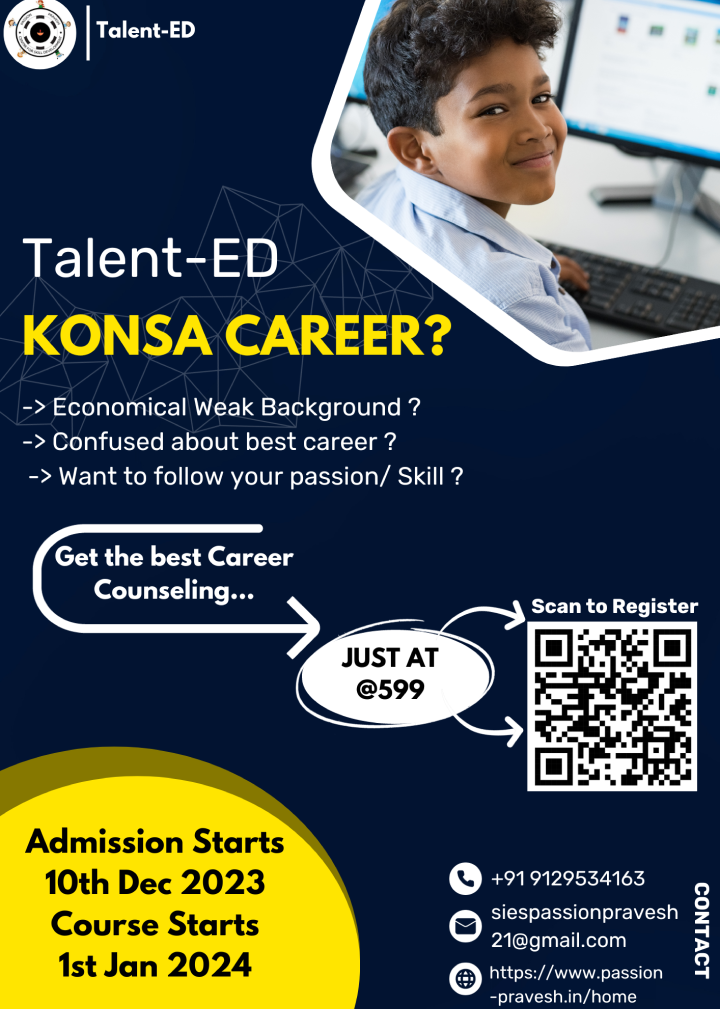 Talent-ED
Talent-ED
KONSA CAREER?
-> Economical Weak Background ?
-> Confused about best career ?
-> Want to follow your passion/ Skill ?
Get the best Career
Counseling...
JUST AT
@599
Scan to Register
Admission Starts
10th Dec 2023
Course Starts
1st Jan 2024
+91 9129534163
siespassionpravesh
21@gmail.com
https://www.passion
-pravesh.in/home
CONTACT